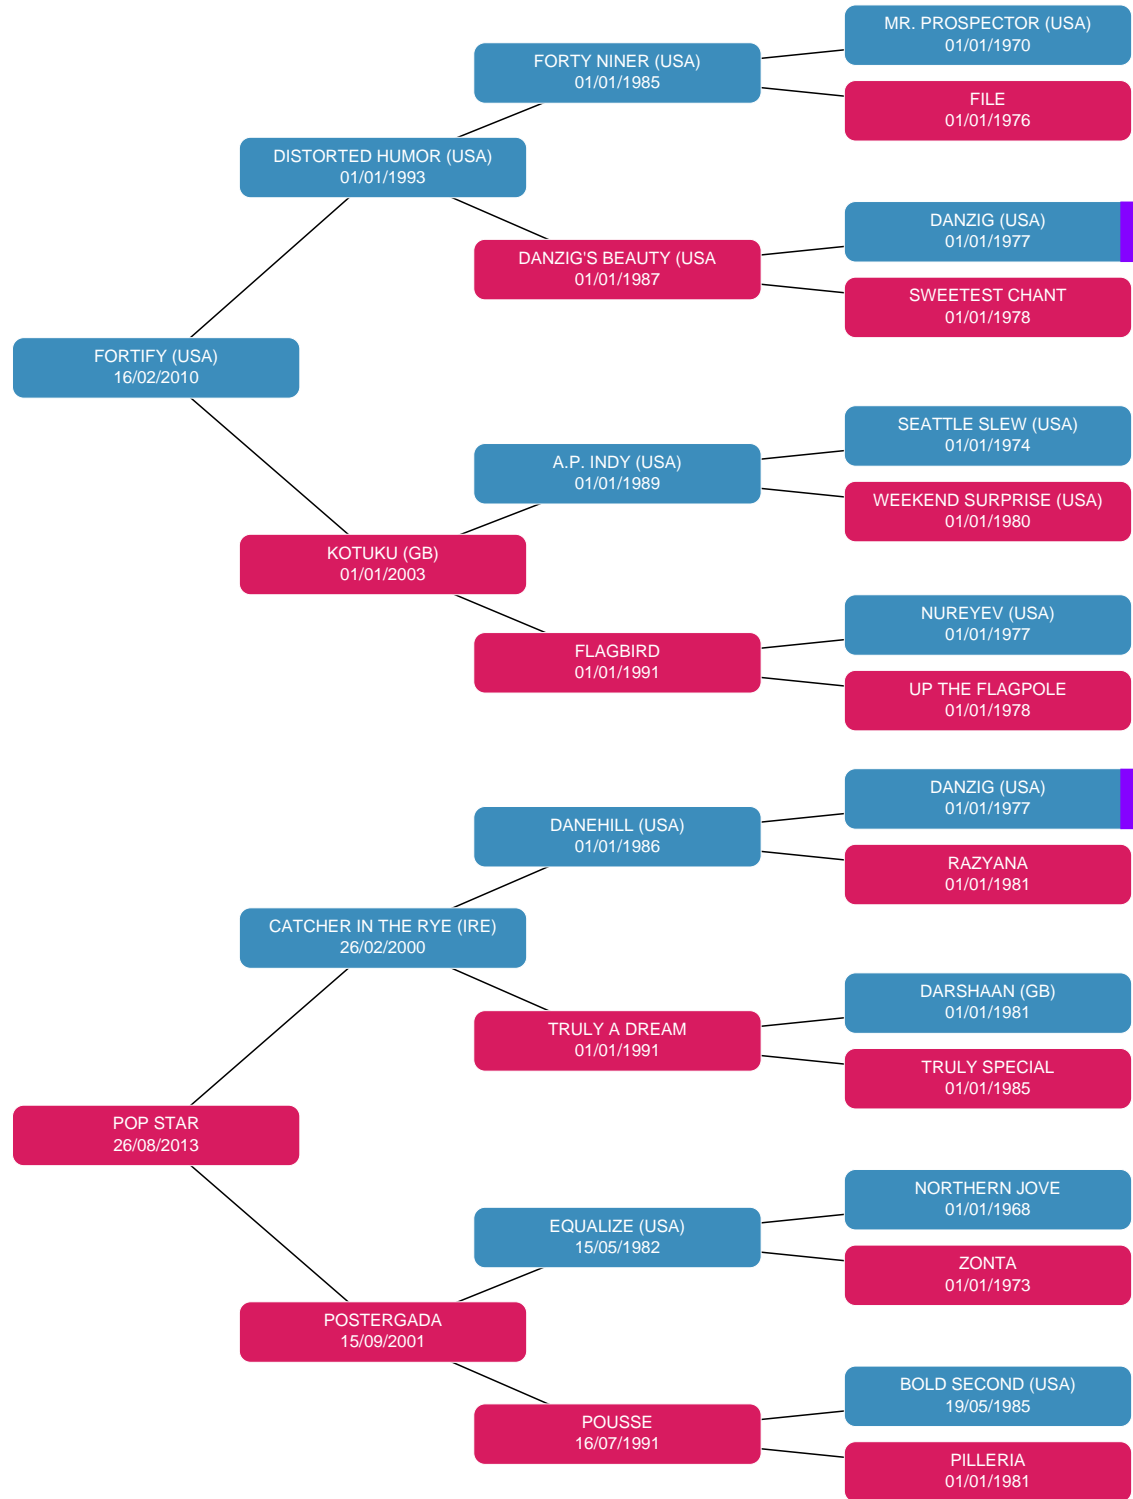 MR. PROSPECTOR (USA)
01/01/1970
FORTY NINER (USA)
01/01/1985
FILE
01/01/1976
DISTORTED HUMOR (USA)
01/01/1993
DANZIG (USA)
01/01/1977
DANZIG'S BEAUTY (USA
01/01/1987
SWEETEST CHANT
01/01/1978
FORTIFY (USA)
16/02/2010
SEATTLE SLEW (USA)
01/01/1974
A.P. INDY (USA)
01/01/1989
WEEKEND SURPRISE (USA)
01/01/1980
KOTUKU (GB)
01/01/2003
NUREYEV (USA)
01/01/1977
FLAGBIRD
01/01/1991
UP THE FLAGPOLE
01/01/1978
DANZIG (USA)
01/01/1977
DANEHILL (USA)
01/01/1986
RAZYANA
01/01/1981
CATCHER IN THE RYE (IRE)
26/02/2000
DARSHAAN (GB)
01/01/1981
TRULY A DREAM
01/01/1991
TRULY SPECIAL
01/01/1985
POP STAR
26/08/2013
NORTHERN JOVE
01/01/1968
EQUALIZE (USA)
15/05/1982
ZONTA
01/01/1973
POSTERGADA
15/09/2001
BOLD SECOND (USA)
19/05/1985
POUSSE
16/07/1991
PILLERIA
01/01/1981